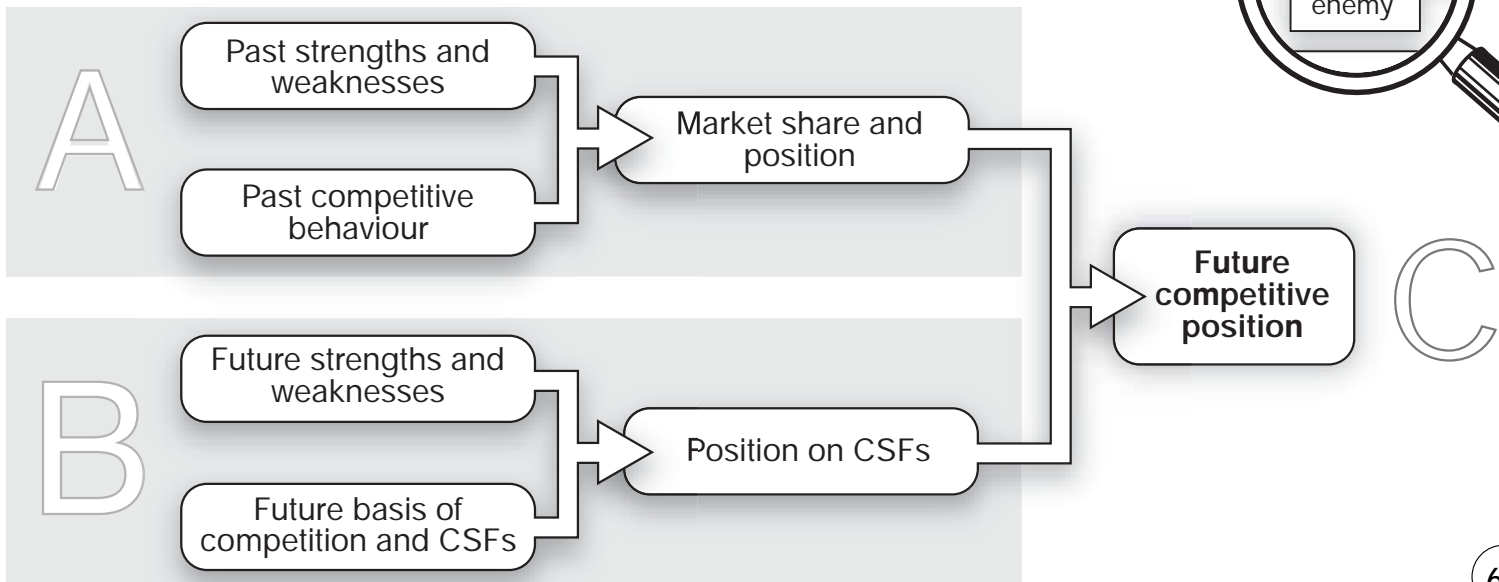 enemy
A
Past strengths and
weaknesses
Past competitive
behaviour
Market share and
position
B
Future strengths and
weaknesses
Future basis of
competition and CSFs
Position on CSFs
Future
competitive
position
C
6